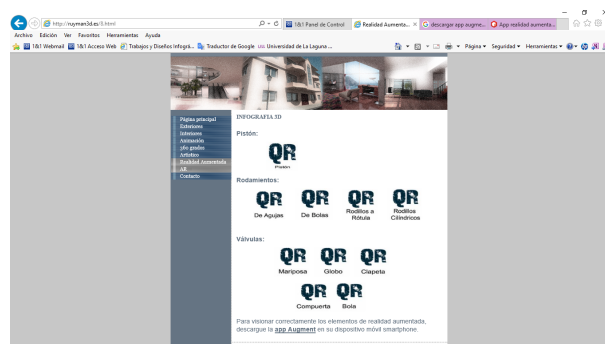 http://ruyman3d.es/8.html
1&1 Panel de Control
Realidad Aumenta...
descargar app augme...
App realidad aumenta...
Archivo Edición Ver Favoritos Herramientas Ayuda
1&1 Webmail 1&1 Acceso Web Trabajos y Diseños Infográ... Traductor de Google Universidad de La Laguna ...
Página Seguridad Herramientas
Página principal
Exteriores
Interiores
Animación
360 grados
Artístico
Realidad Aumentada
AR
Contacto
INFOGRAFIA 3D
Pistón:
QR
Pistón
Rodamientos:
QR QR QR QR
De Agujas De Bolas Rodillos a Rótula Rodillos Cilíndricos
Válvulas:
QR QR QR
Mariposa Globo Clapeta
QR QR
Compuerta Bola
Para visionar correctamente los elementos de realidad aumentada,
descargue la app Augment en su dispositivo móvil smartphone.